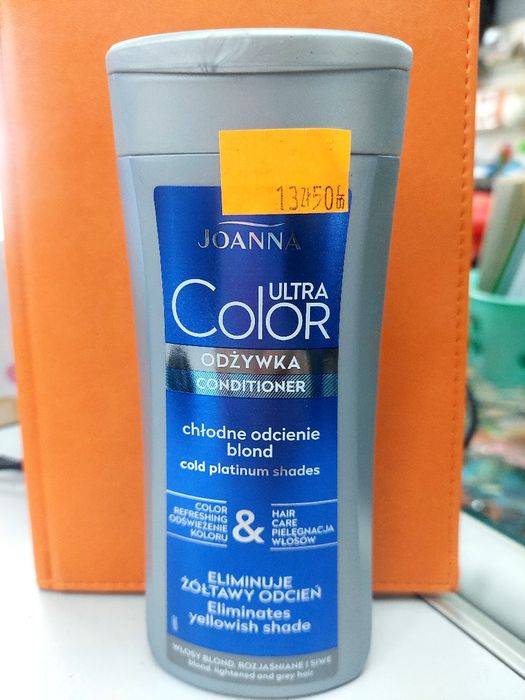 13zł50gr
JOANNA
ULTRA
COLOR
ODŻYWKA
CONDITIONER
chłodne odcienie
blond
cold platinum shades
COLOR
REFRESHING
ODŚWIEŻENIE
KOLORU
&
HAIR
CARE
PIELĘGNACJA
WŁOSÓW
ELIMINUJE
ŻÓŁTAWY ODCIEŃ
Eliminates
yellowish shade
WŁOSY BLOND, ROZJAŚNIANE I SIWE
blond, lightened and grey hair